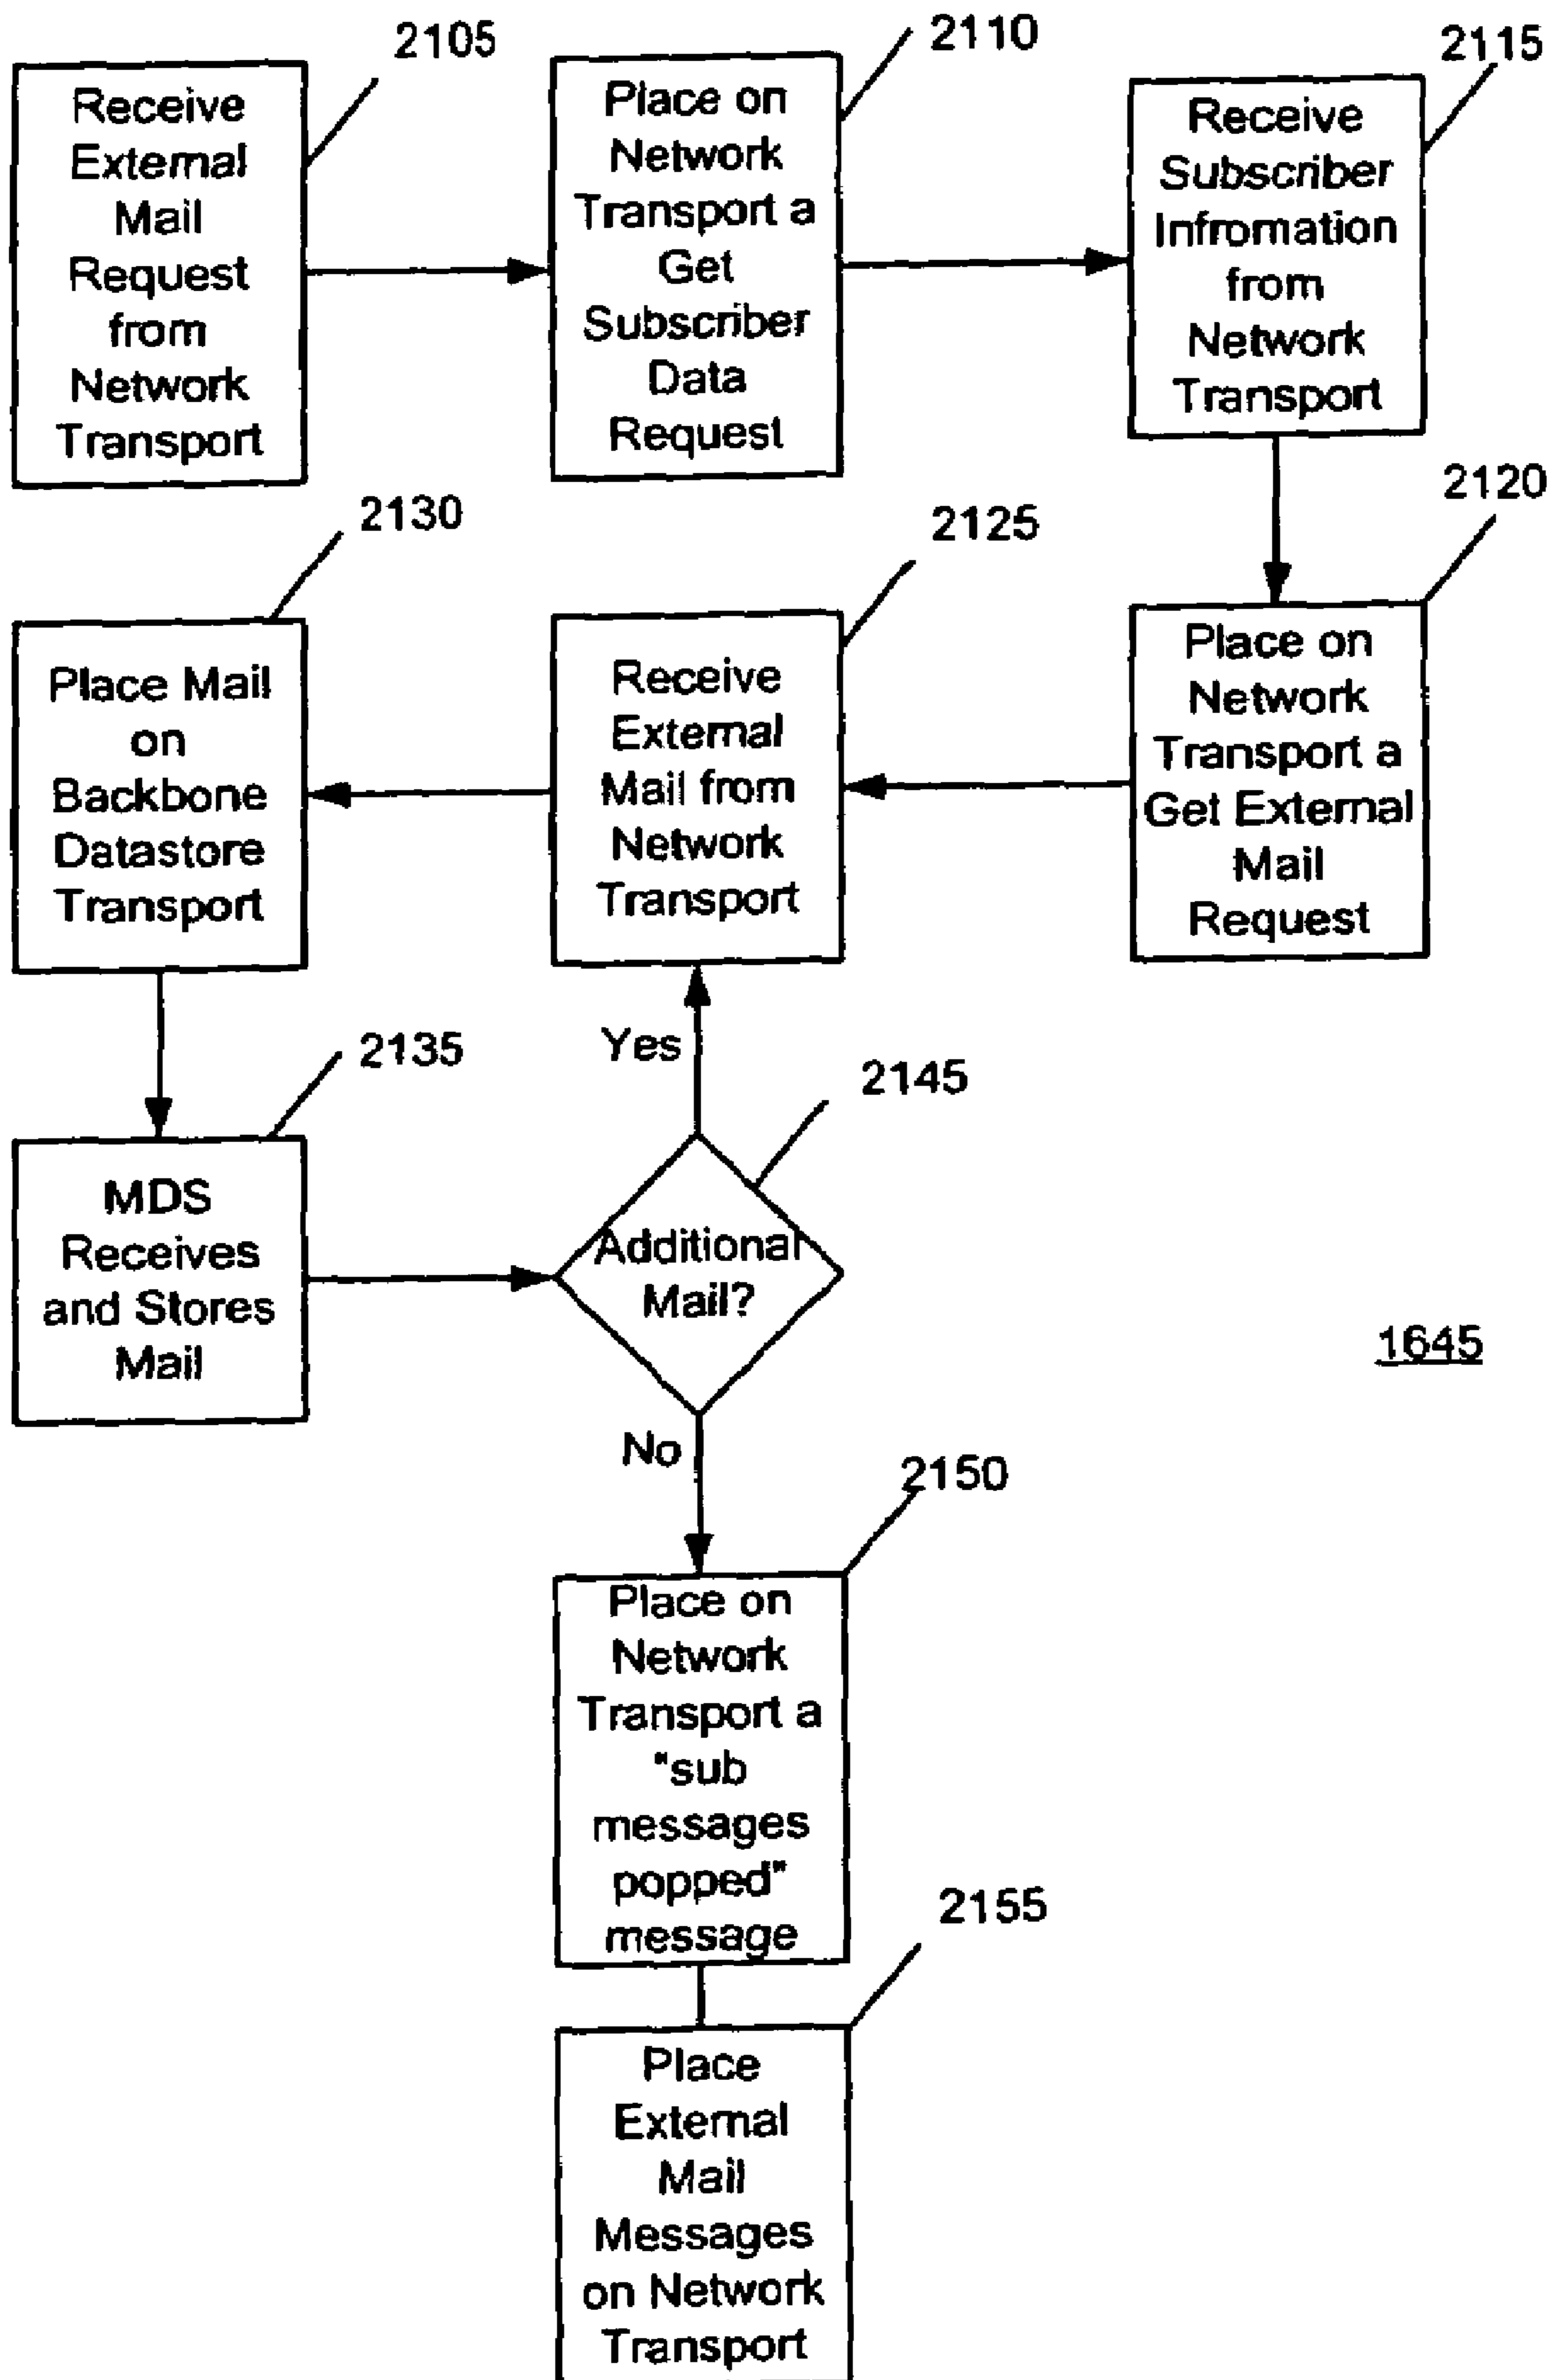 2105
Receive
External
Mail
Request
from
Network
Transport
2110
Place on
Network
Transport a
Get
Subscriber
Data
Request
2115
Receive
Subscriber
Infromation
from
Network
Transport
2120
Place on
Network
Transport a
Get External
Mail
Request
2125
Receive
External
Mail from
Network
Transport
2130
Place Mail
on
Backbone
Datastore
Transport
2135
MDS
Receives
and Stores
Mail
Yes
2145
Additional
Mail?
1645
No
2150
Place on
Network
Transport a
"sub
messages
popped"
message
2155
Place
External
Mail
Messages
on Network
Transport